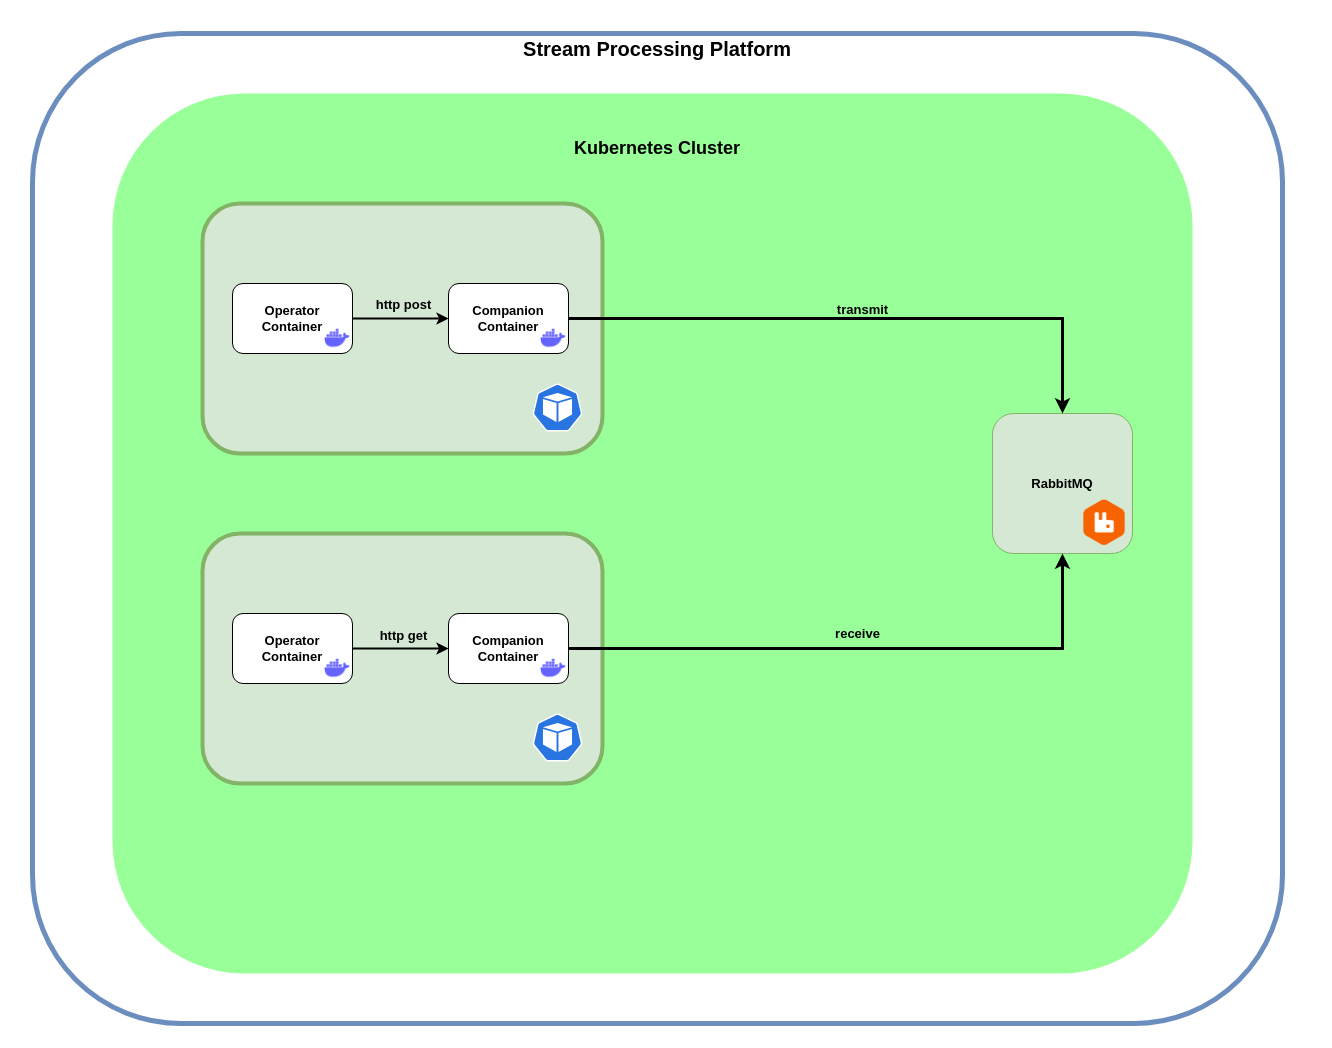 Stream Processing Platform
Kubernetes Cluster
Operator
Container
http post
Companion
Container
transmit
RabbitMQ
Operator
Container
http get
Companion
Container
receive